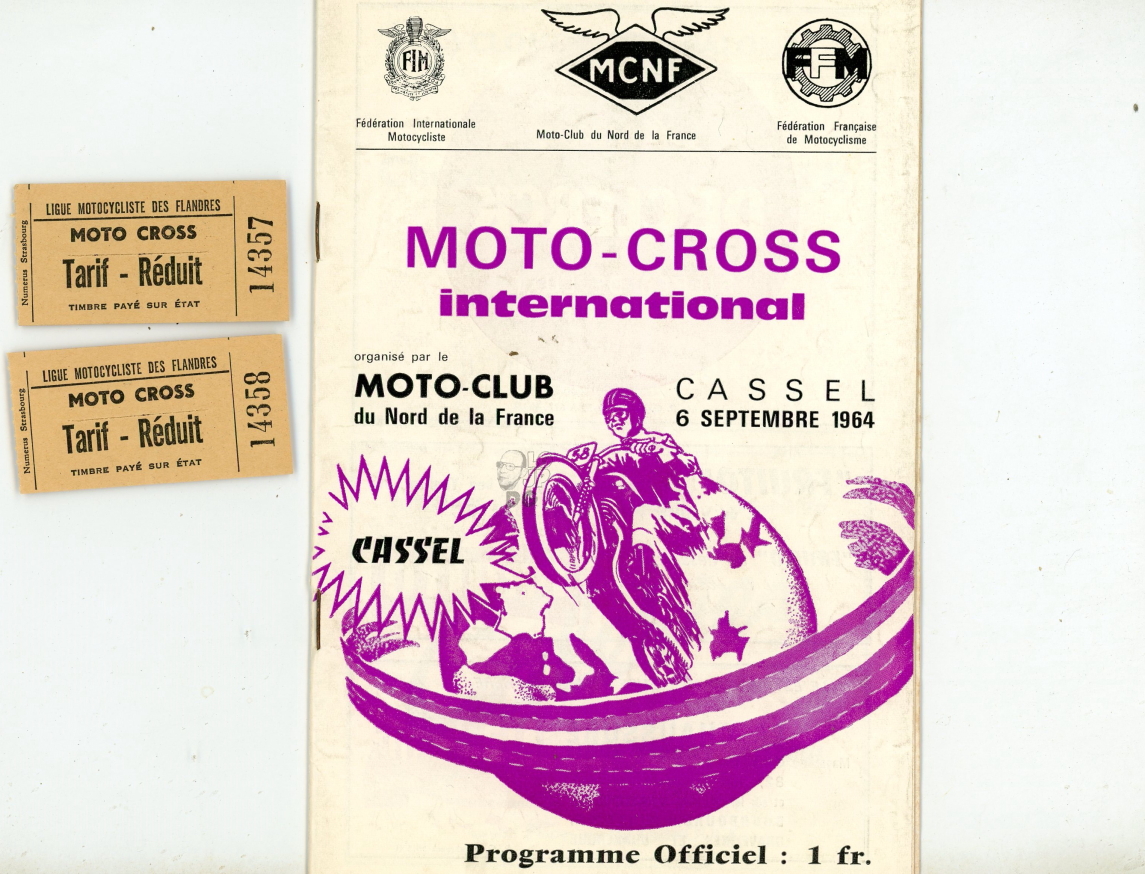 FIM
MCNF
FFM
Fédération Internationale
Motocycliste
Moto-Club du Nord de la France
Fédération Française
de Motocyclisme
MOTO-CROSS
international
organisé par le
MOTO-CLUB
du Nord de la France
CASSEL
6 SEPTEMBRE 1964
CASSEL
Programme Officiel : 1 fr.
Numerus Strasbourg
LIGUE MOTOCYCLISTE DES FLANDRES
MOTO CROSS
Tarif - Réduit
TIMBRE PAYÉ SUR ÉTAT
14357
Numerus Strasbourg
LIGUE MOTOCYCLISTE DES FLANDRES
MOTO CROSS
Tarif - Réduit
TIMBRE PAYÉ SUR ÉTAT
14358